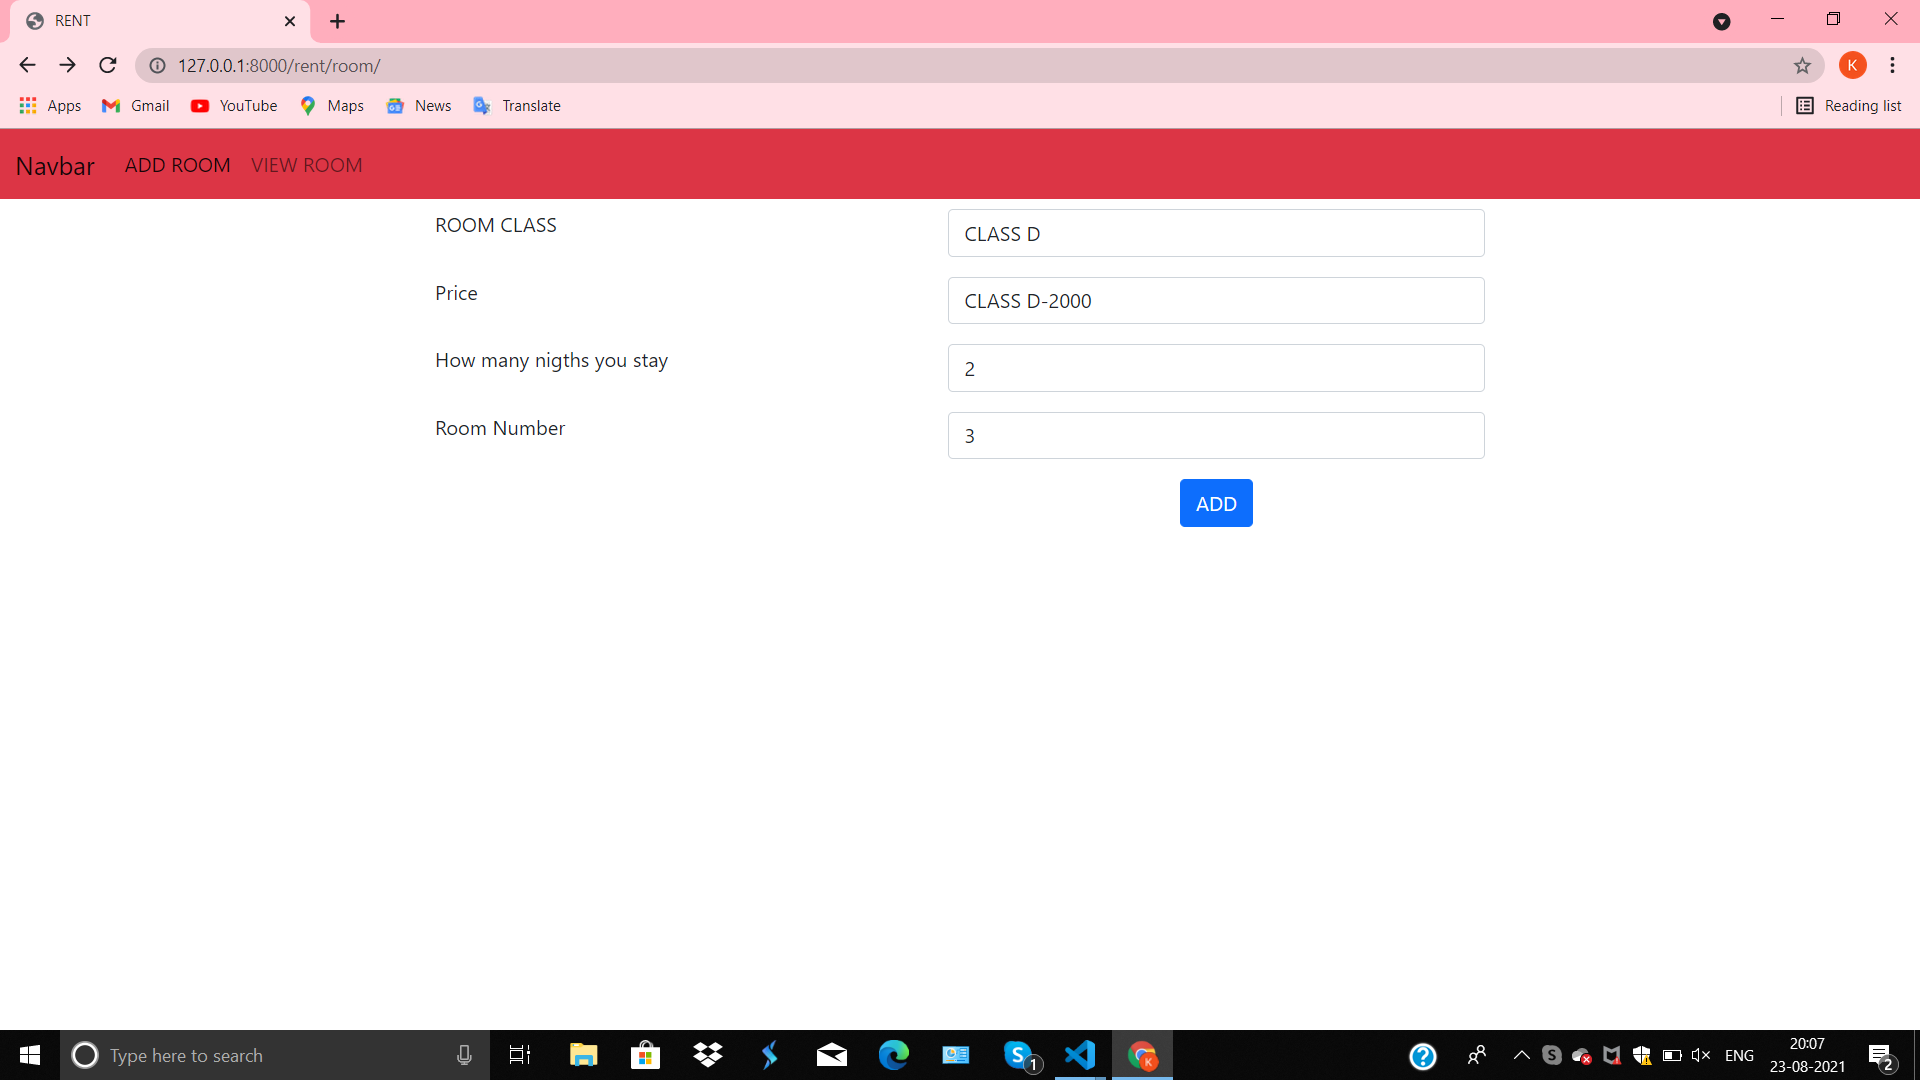 RENT
127.0.0.1:8000/rent/room/
K
Apps Gmail YouTube Maps News Translate Reading list
Navbar ADD ROOM VIEW ROOM
ROOM CLASS CLASS D
Price CLASS D-2000
How many nigths you stay 2
Room Number 3
ADD
Type here to search
S 1
K
ENG
20:07
23-08-2021
2